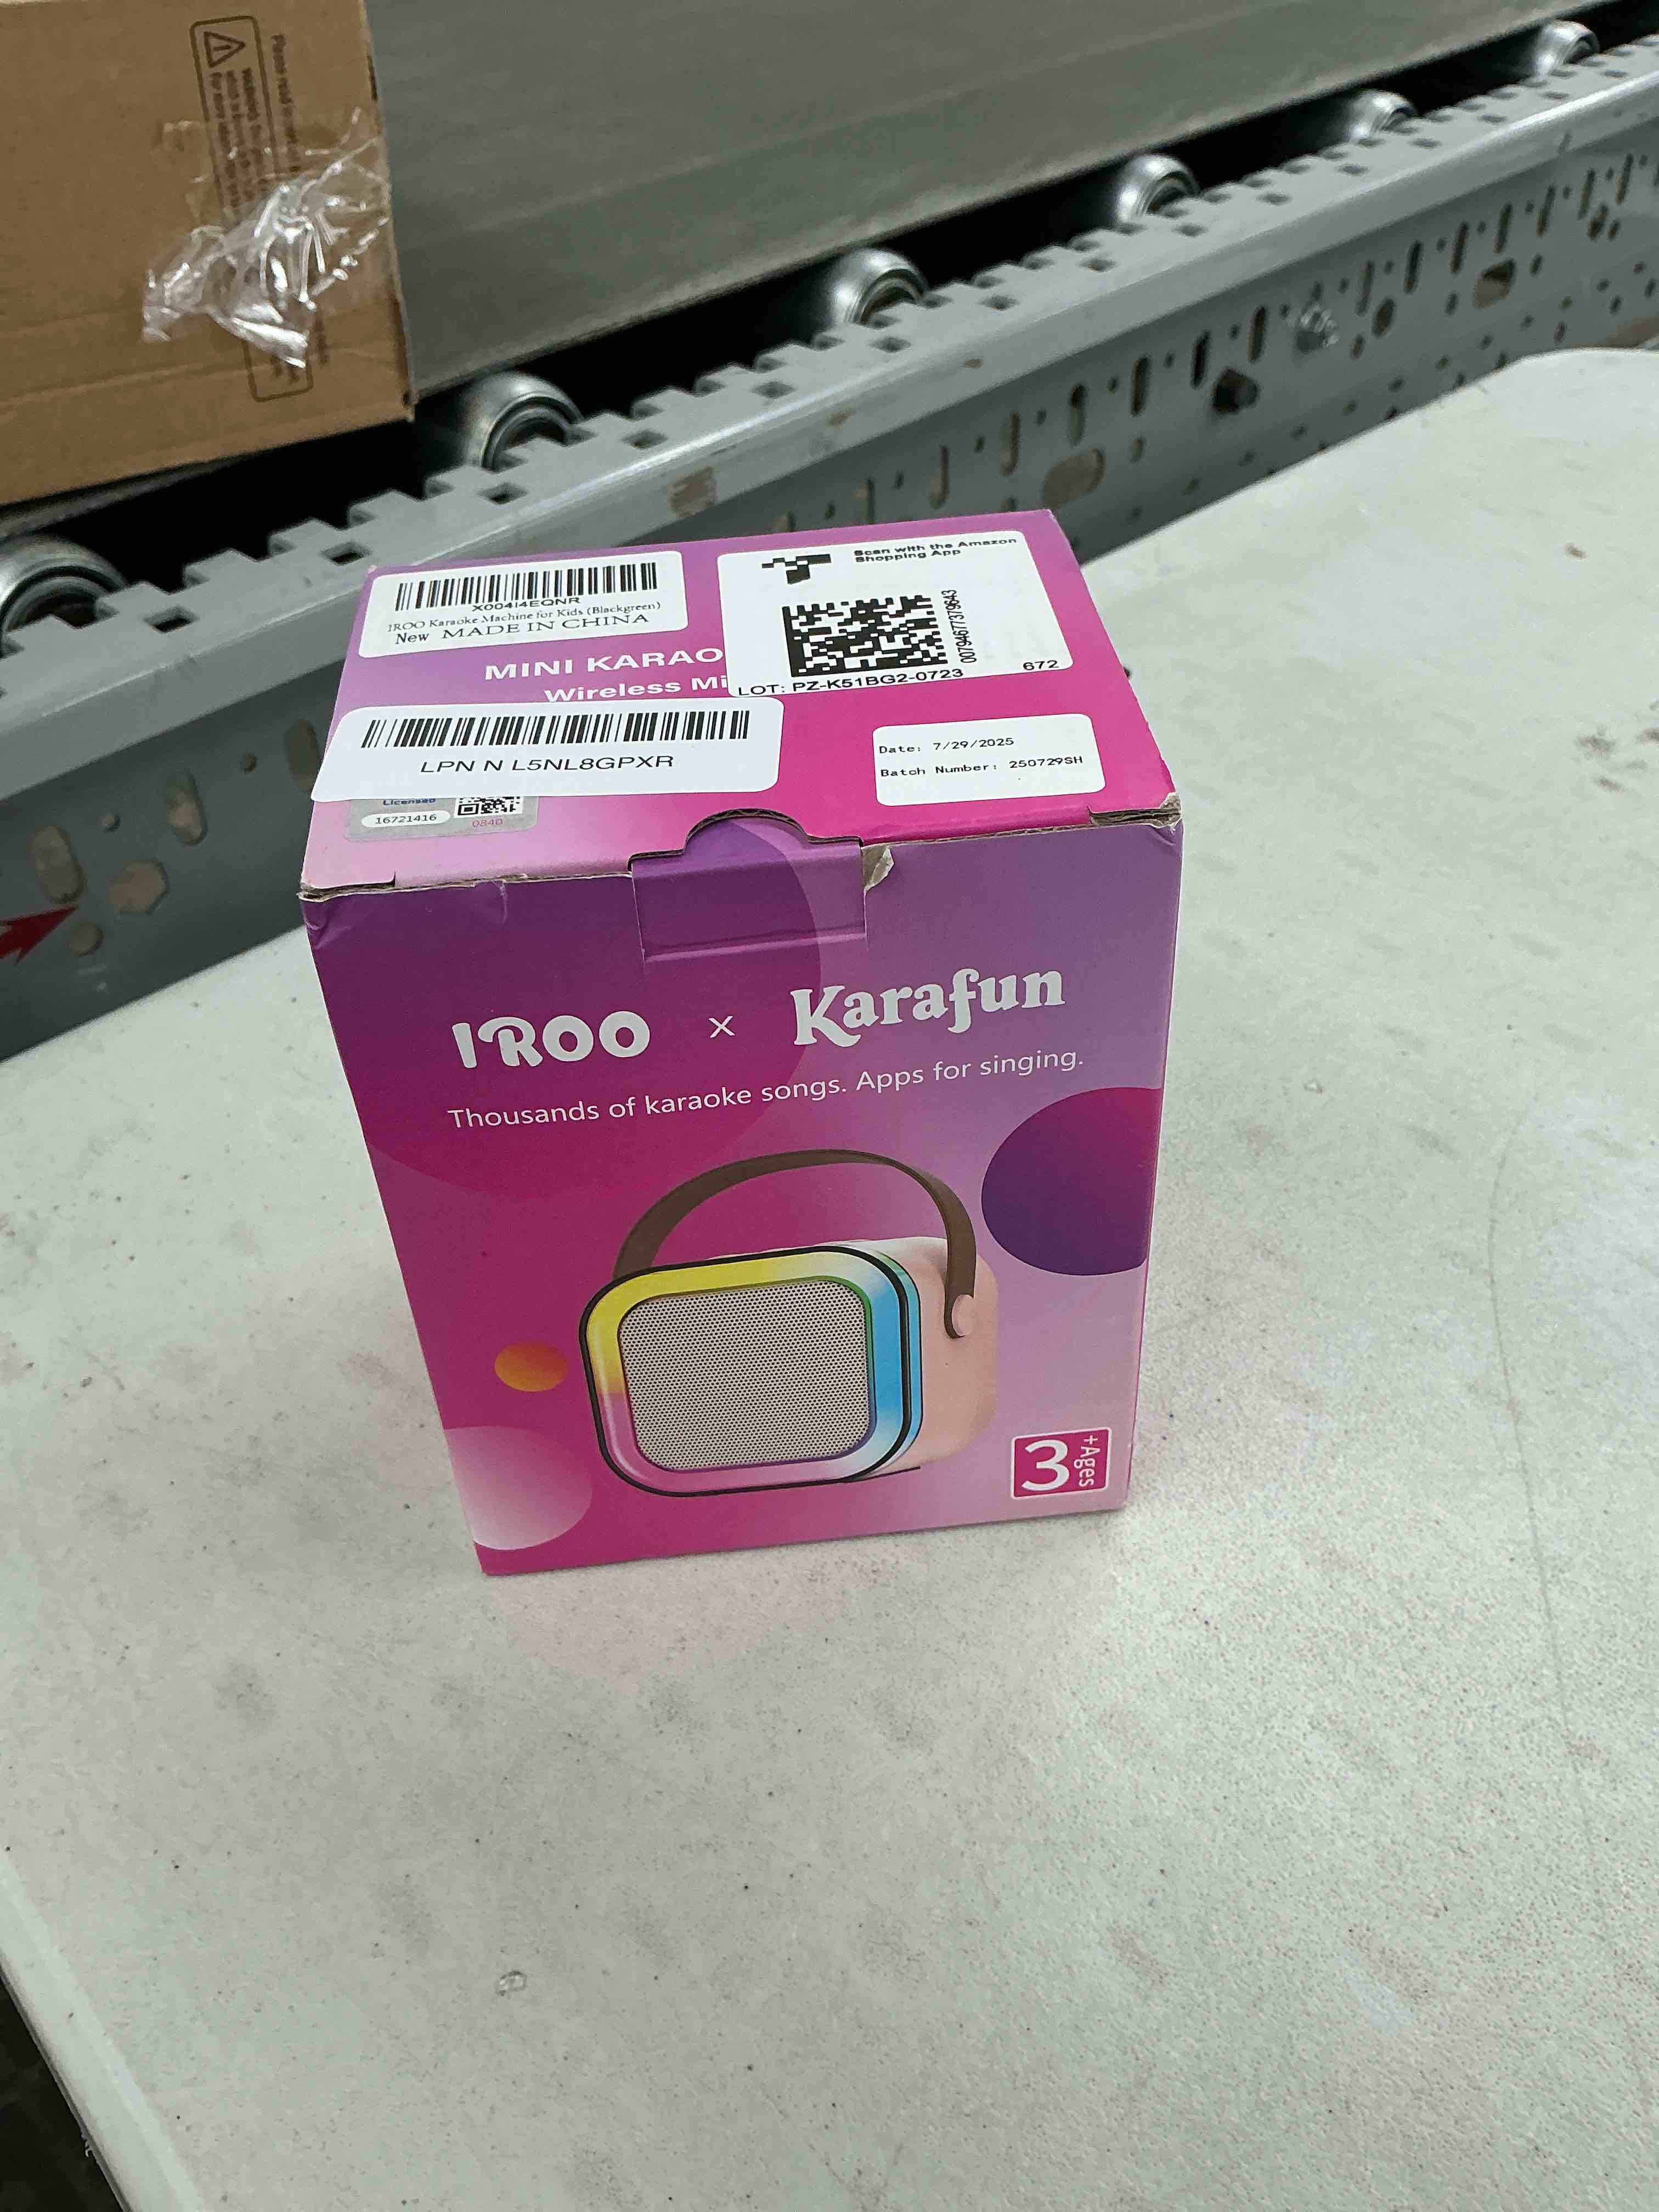 X004I4EQNR
IROO Karaoke Machine for Kids (Blackgreen)
New MADE IN CHINA
Scan with the Amazon
Shopping App
007946737379643
LOT: PZ-K51BG2-0723
672
MINI KARAO
Wireless Mi
LPN N L5NL8GPXR
Date: 7/29/2025
Batch Number: 250729SH
Licensed
16721416
0840
IROO x Karafun
Thousands of karaoke songs. Apps for singing.
3
+Ages